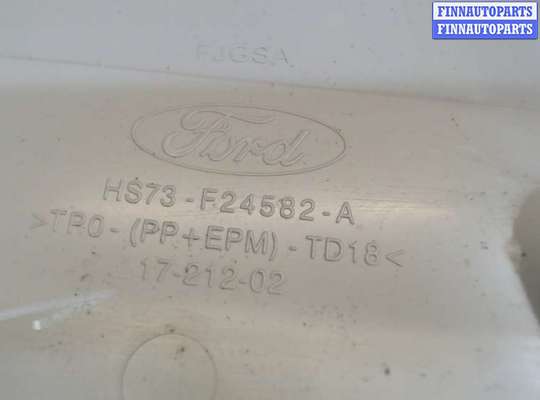 FINNAUTOPARTS
FINNAUTOPARTS
FJGSA
Ford
HS73-F24582-A
>TPO-(PP+EPM)-TD18<
17-212-02